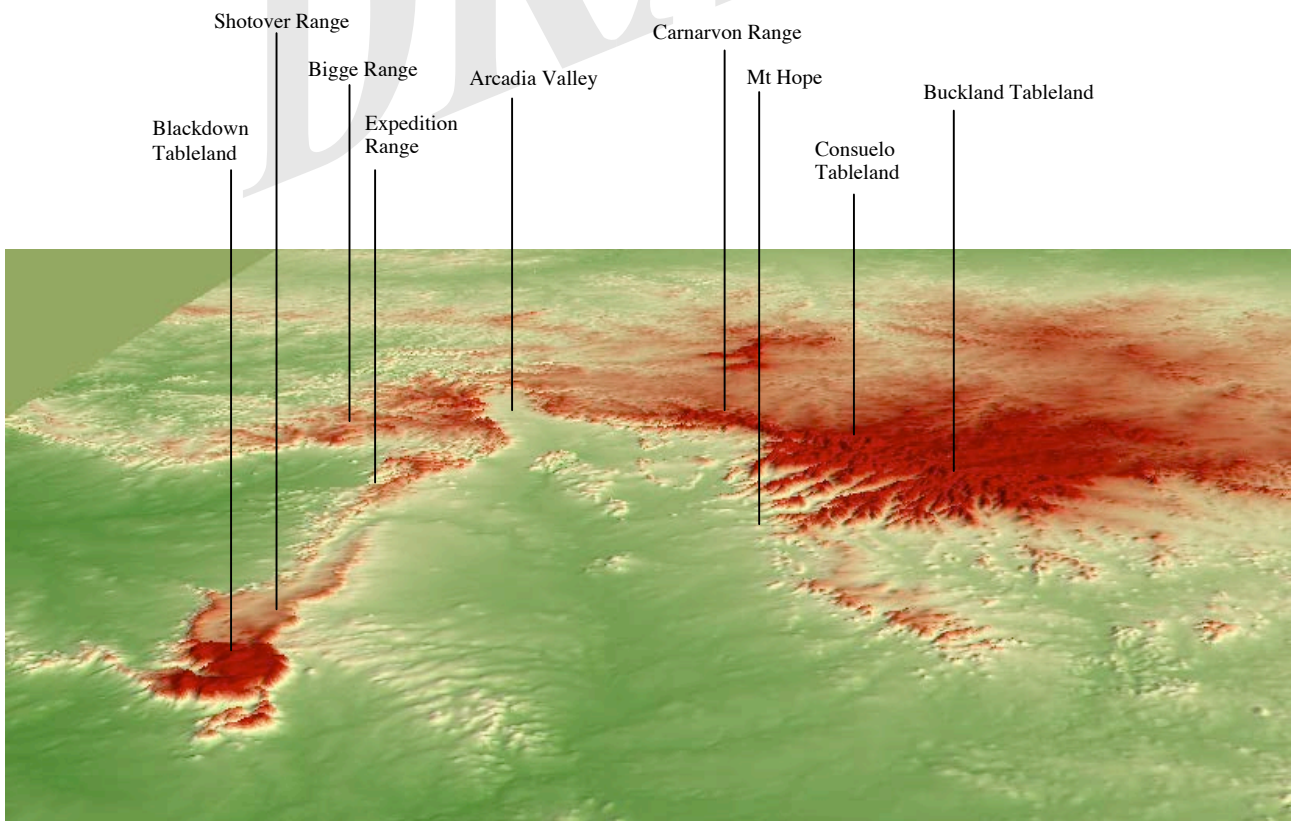 Shotover Range
Carnarvon Range
Bigge Range
Arcadia Valley
Mt Hope
Buckland Tableland
Blackdown
Tableland
Expedition
Range
Consuelo
Tableland